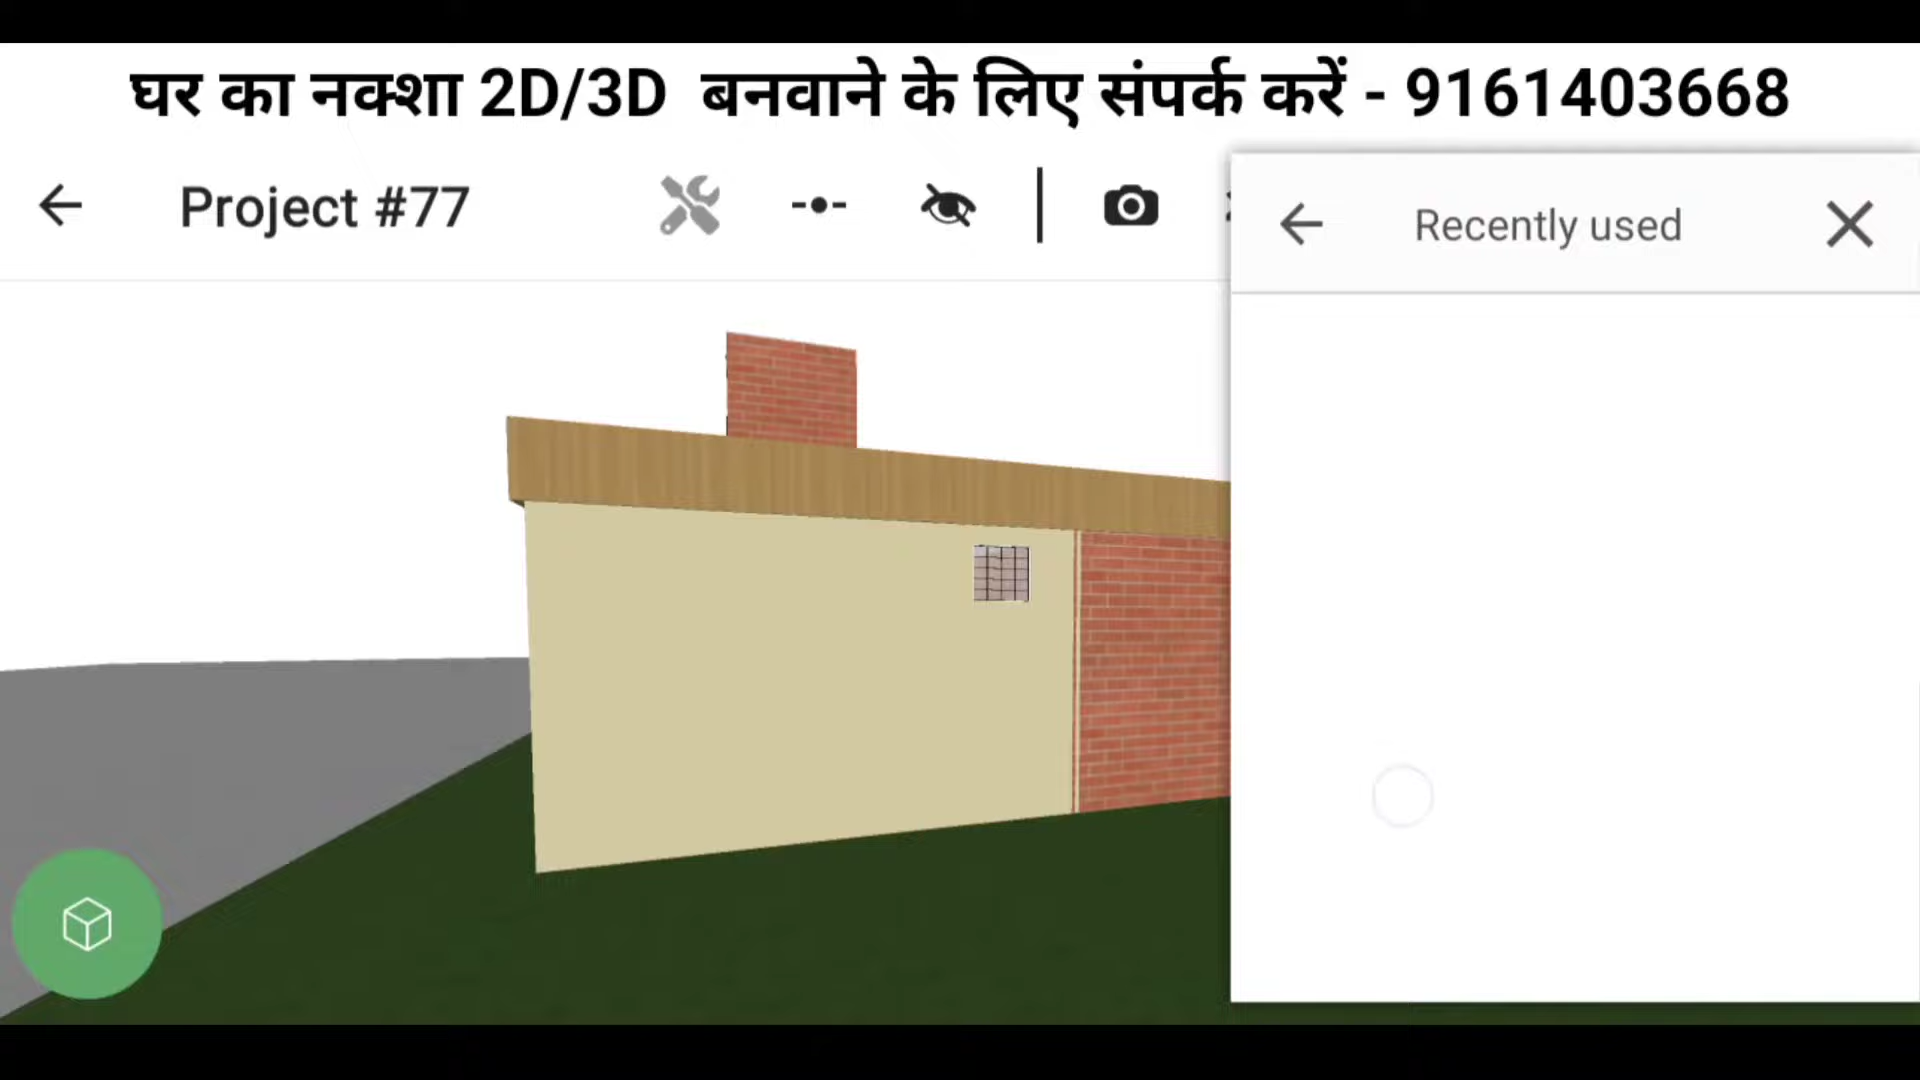 घर का नक्शा 2D/3D बनवाने के लिए संपर्क करें - 9161403668
Project #77
Recently used